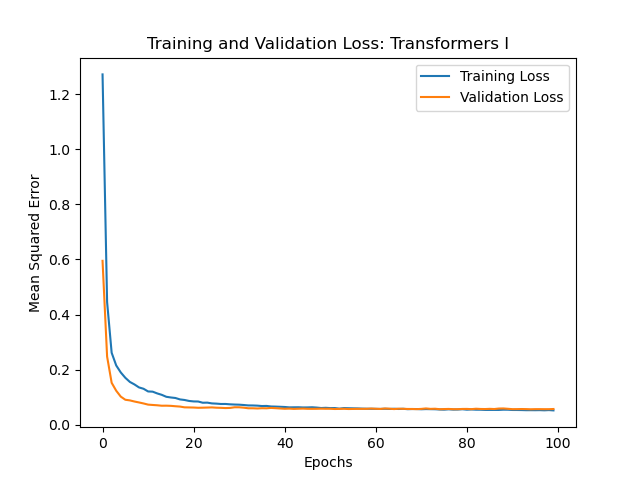 Training and Validation Loss: Transformers I
Training Loss
Validation Loss
Mean Squared Error
1.2
1.0
0.8
0.6
0.4
0.2
0.0
0 20 40 60 80 100
Epochs